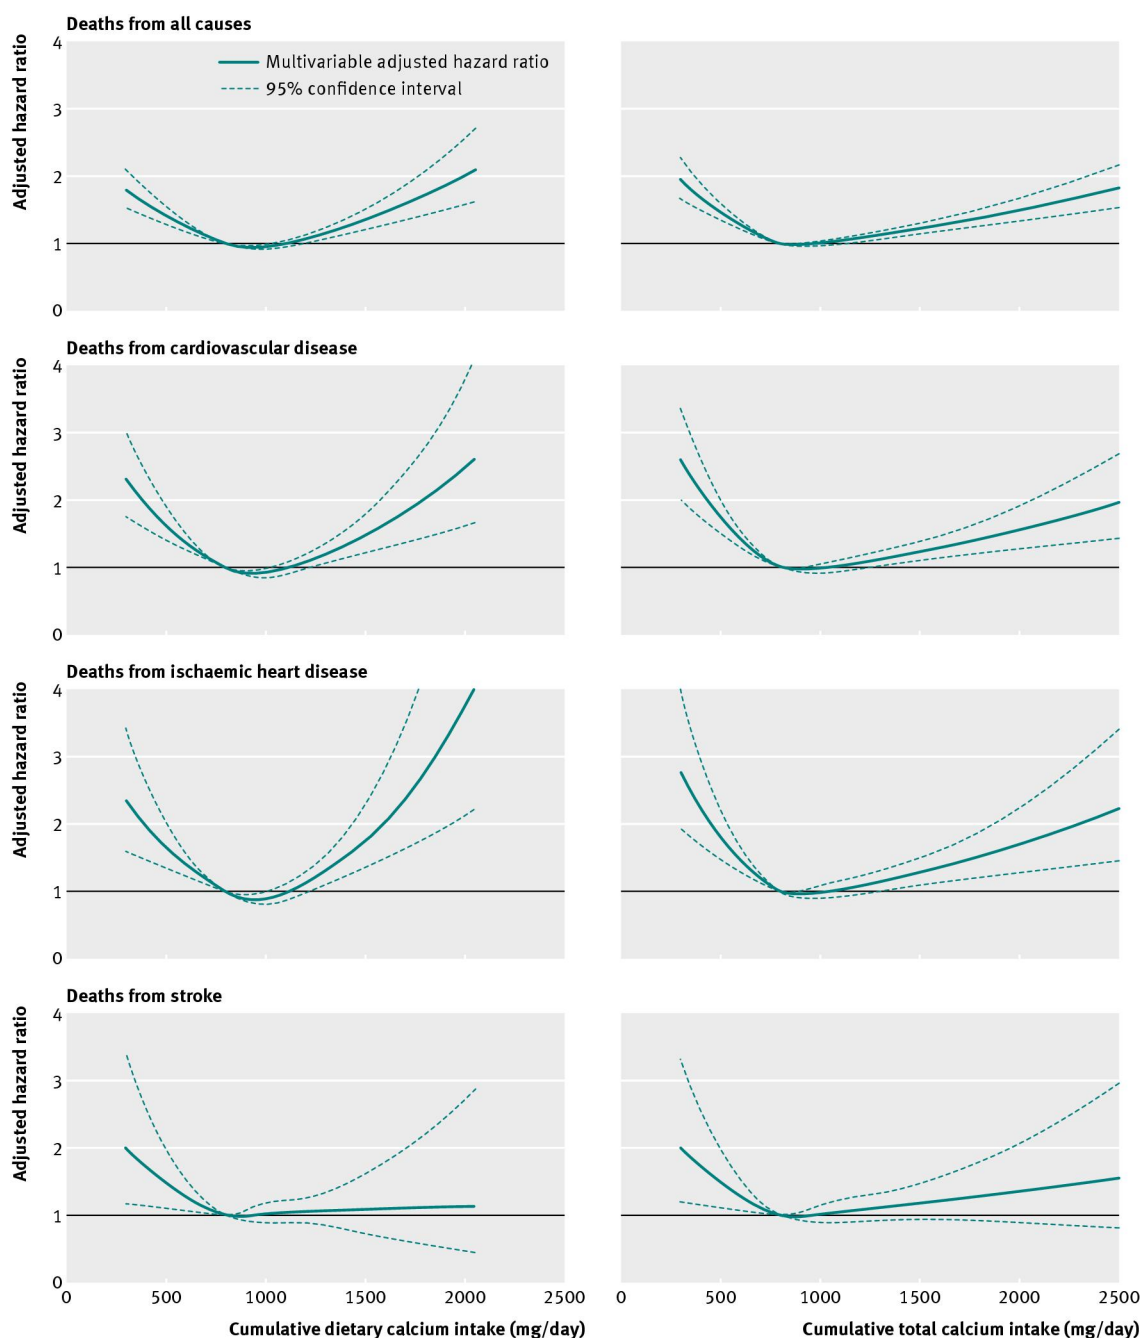 Deaths from all causes
Adjusted hazard ratio
4
3
2
1
0
Multivariable adjusted hazard ratio
95% confidence interval
Deaths from cardiovascular disease
Adjusted hazard ratio
4
3
2
1
0
Deaths from ischaemic heart disease
Adjusted hazard ratio
4
3
2
1
0
Deaths from stroke
Adjusted hazard ratio
4
3
2
1
0
0 500 1000 1500 2000 2500
Cumulative dietary calcium intake (mg/day)
0 500 1000 1500 2000 2500
Cumulative total calcium intake (mg/day)